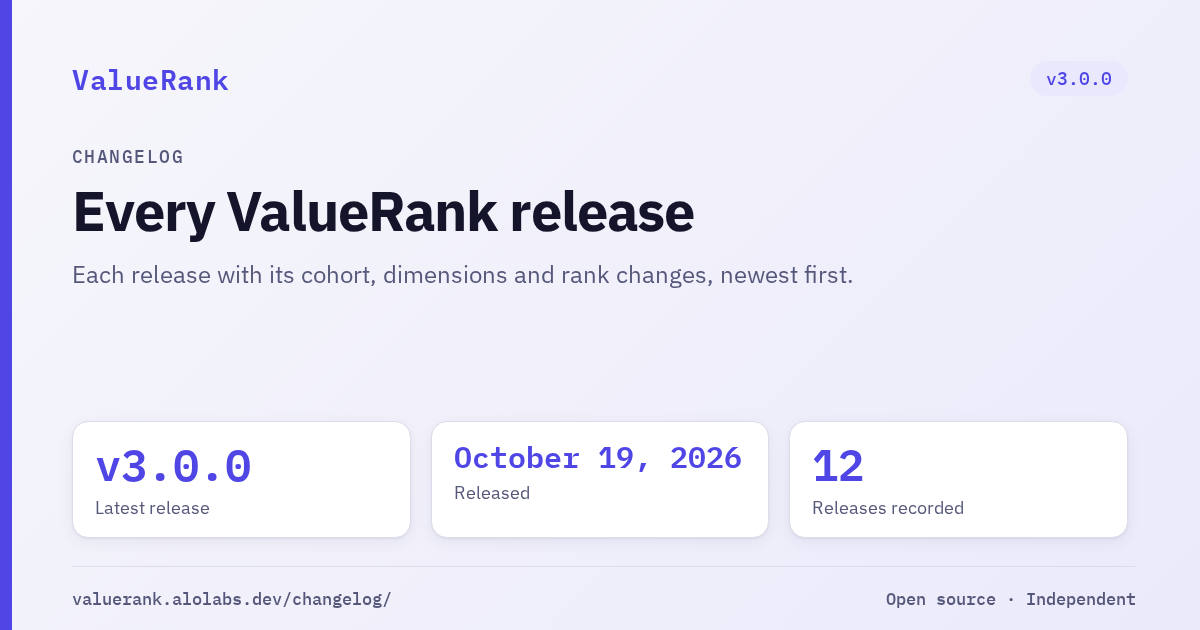 ValueRank
v3.0.0
CHANGELOG
Every ValueRank release
Each release with its cohort, dimensions and rank changes, newest first.
v3.0.0
Latest release
October 19, 2026
Released
12
Releases recorded
valuerank.alolabs.dev/changelog/
Open source · Independent